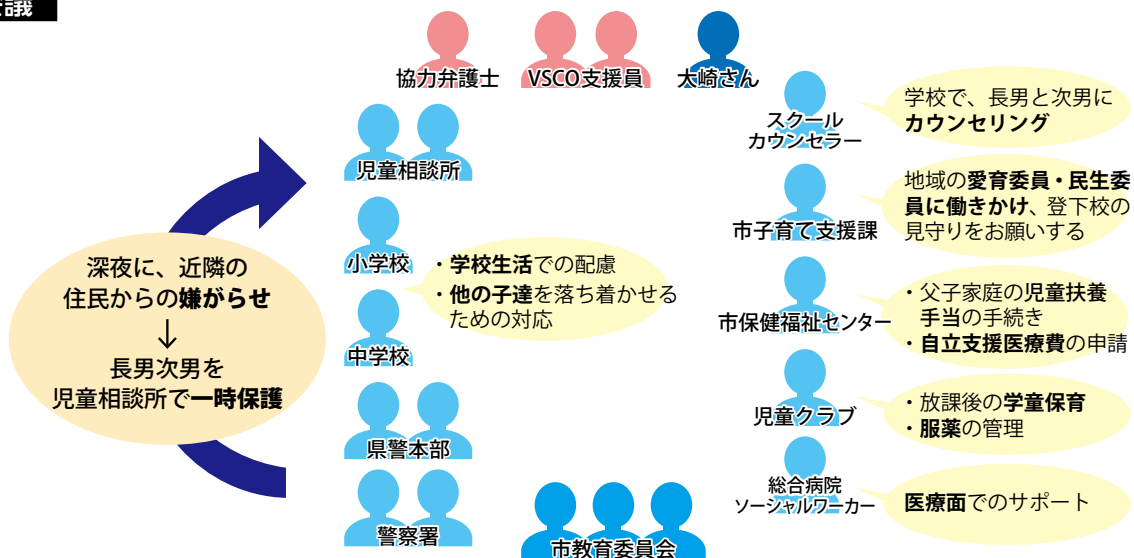 議
協力弁護士
VSCO支援員
大崎さん
児童相談所
小学校
・学校生活での配慮
・他の子達を落ち着かせる
ための対応
中学校
県警本部
警察署
市教育委員会
深夜に、近隣の
住民からの嫌がらせ
↓
長男次男を
児童相談所で一時保護
スクール
カウンセラー
学校で、長男と次男に
カウンセリング
市子育て支援課
地域の愛育委員・民生委
員に働きかけ、登下校の
見守りをお願いする
市保健福祉センター
・父子家庭の児童扶養
手当の手続き
・自立支援医療費の申請
児童クラブ
・放課後の学童保育
・服薬の管理
総合病院
ソーシャルワーカー
医療面でのサポート